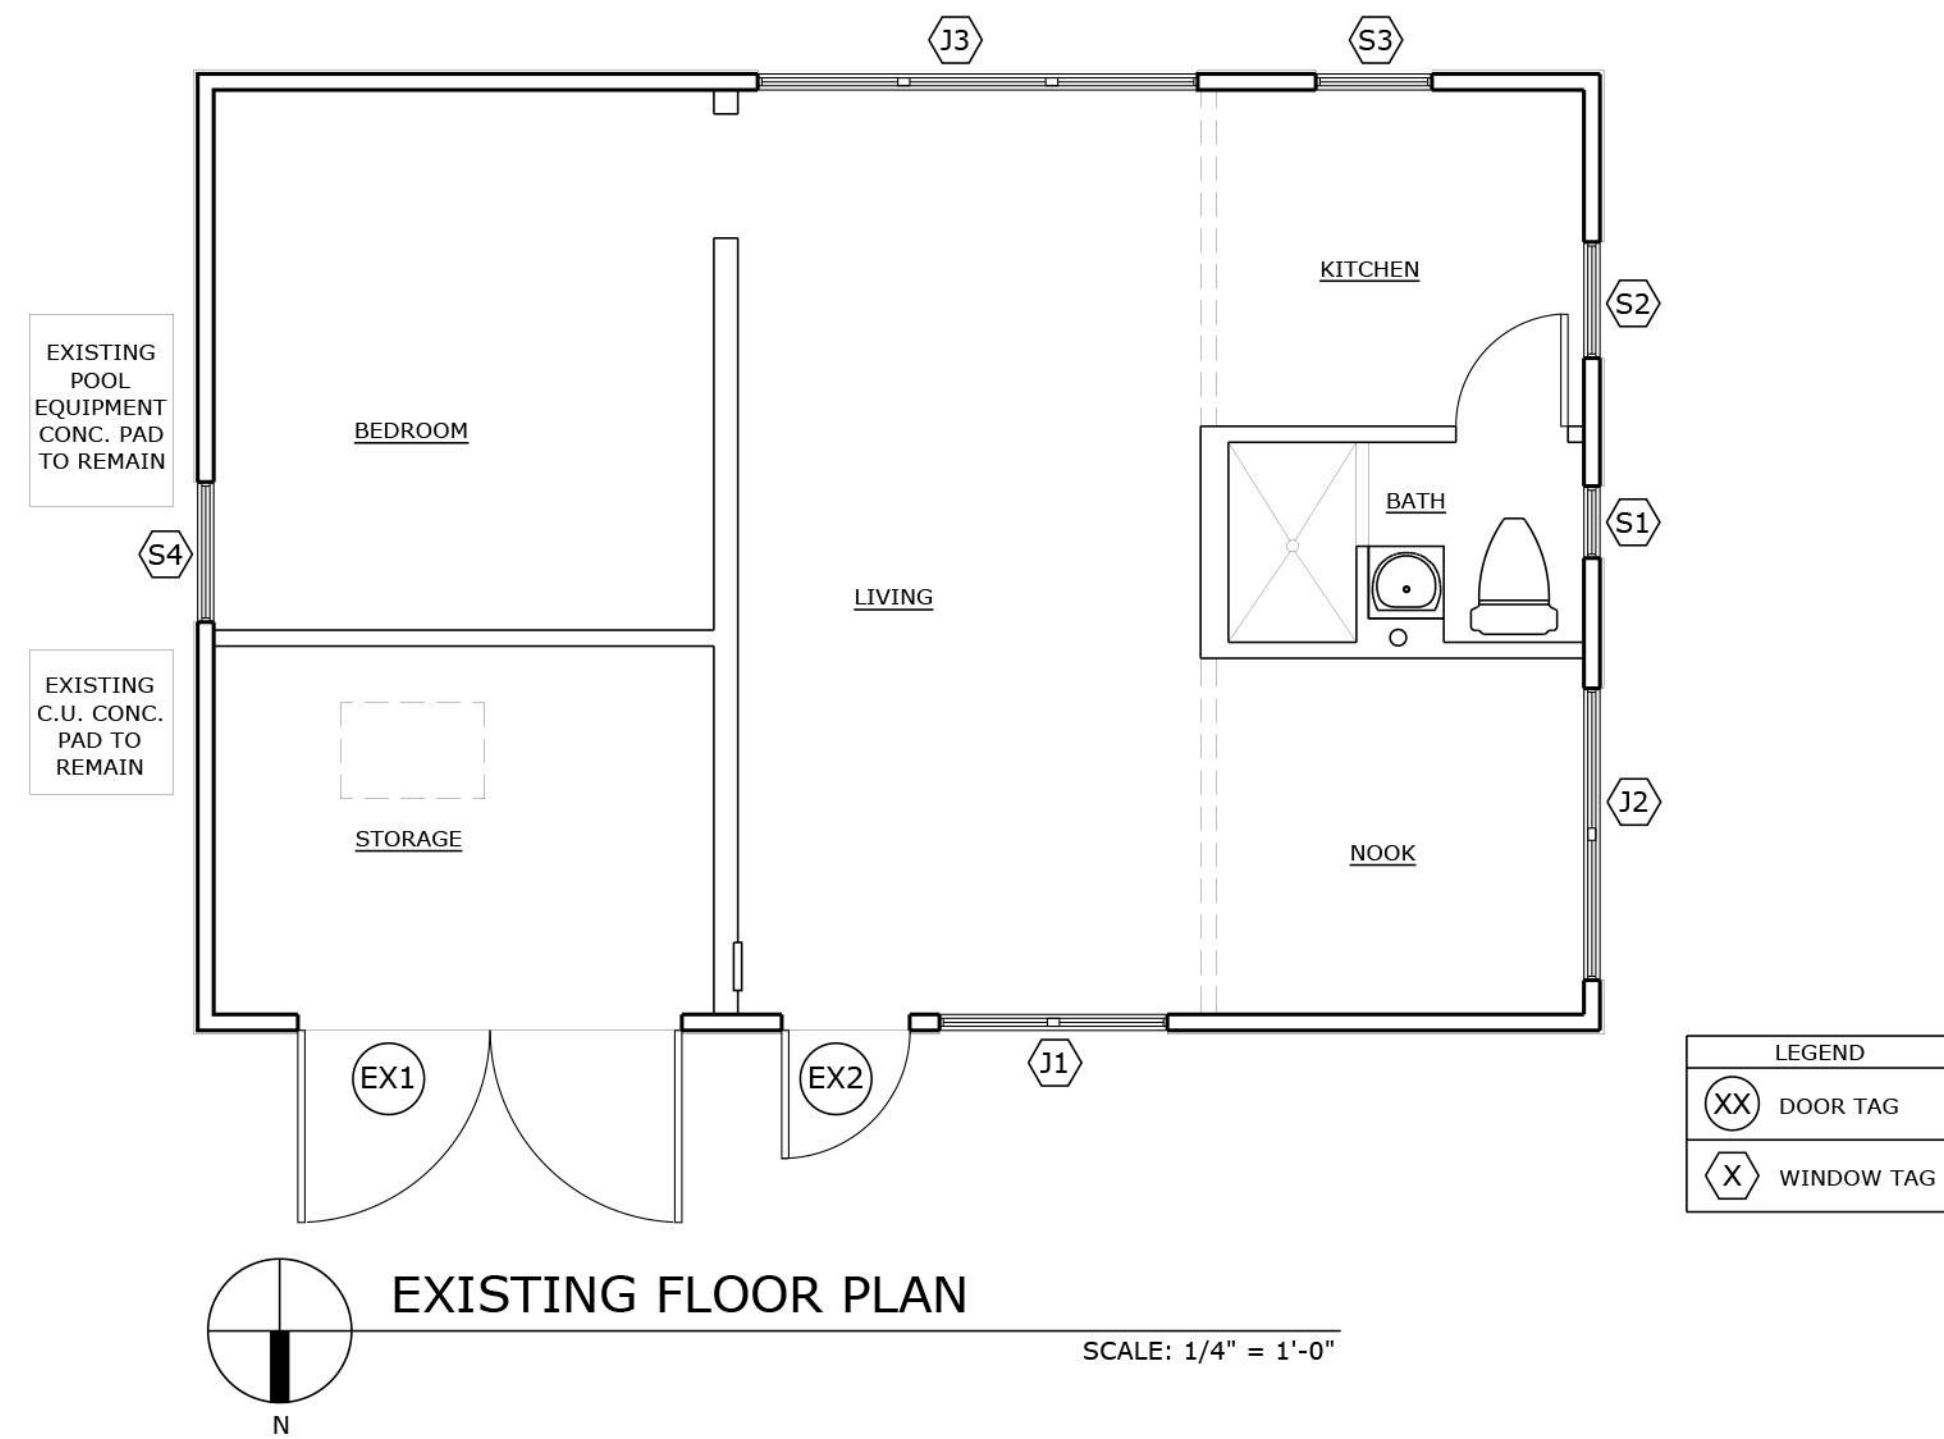 J3
S3
KITCHEN
S2
EXISTING
POOL
EQUIPMENT
CONC. PAD
TO REMAIN
BEDROOM
BATH
S1
S4
LIVING
EXISTING
C.U. CONC.
PAD TO
REMAIN
J2
STORAGE
NOOK
EX1
EX2
J1
LEGEND
XX DOOR TAG
X WINDOW TAG
EXISTING FLOOR PLAN
SCALE: 1/4" = 1'-0"
N